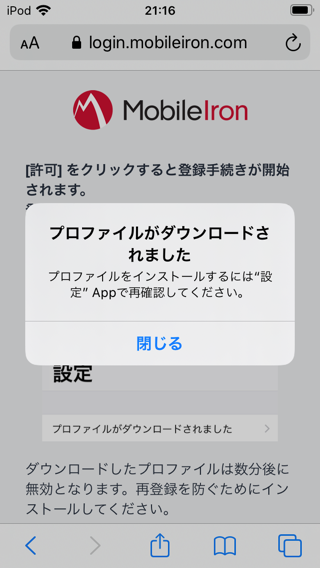 iPod 21:16
AA login.mobileiron.com
MobileIron
[許可] をクリックすると登録手続きが開始
されます。
プロファイルがダウンロードさ
れました
プロファイルをインストールするには“設
定” Appで再確認してください。
閉じる
設定
プロファイルがダウンロードされました
ダウンロードしたプロファイルは数分後に
無効となります。再登録を防ぐためにイン
ストールしてください。